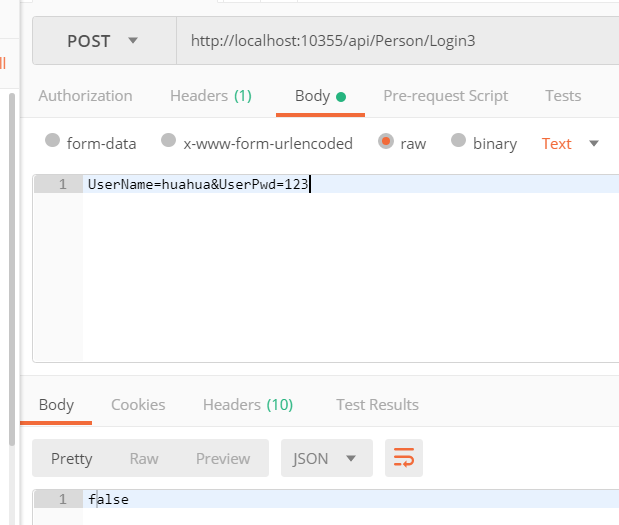 POST http://localhost:10355/api/Person/Login3
ll
Authorization Headers (1) Body Pre-request Script Tests
form-data x-www-form-urlencoded raw binary Text
1 UserName=huahua&UserPwd=123
Body Cookies Headers (10) Test Results
Pretty Raw Preview JSON
1 false